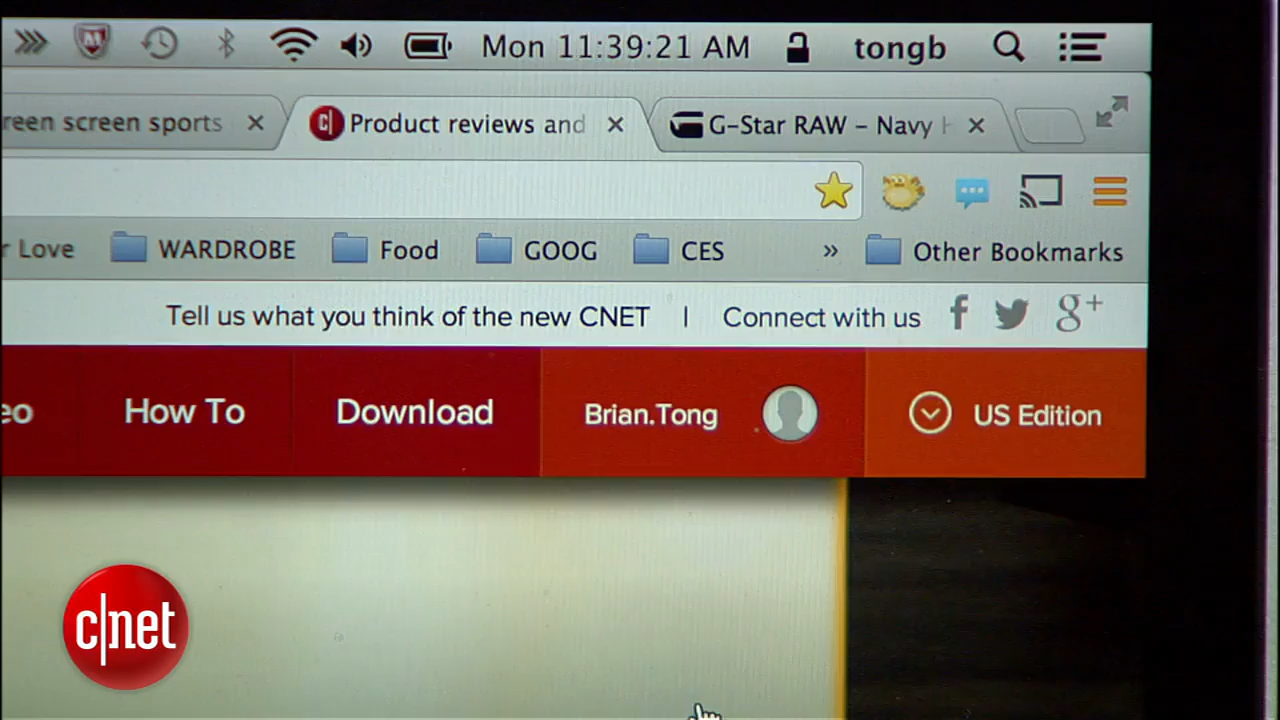 Mon 11:39:21 AM tongb
reen screen sports Product reviews and G-Star RAW – Navy
r Love WARDROBE Food GOOG CES » Other Bookmarks
Tell us what you think of the new CNET | Connect with us f g+
eo How To Download Brian.Tong US Edition
c|net